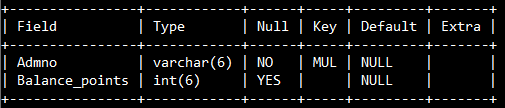 +----------------+------------+------+-----+---------+-------+
| Field          | Type       | Null | Key | Default | Extra |
+----------------+------------+------+-----+---------+-------+
| Admno          | varchar(6) | NO   | MUL | NULL    |       |
| Balance_points | int(6)     | YES  |     | NULL    |       |
+----------------+------------+------+-----+---------+-------+